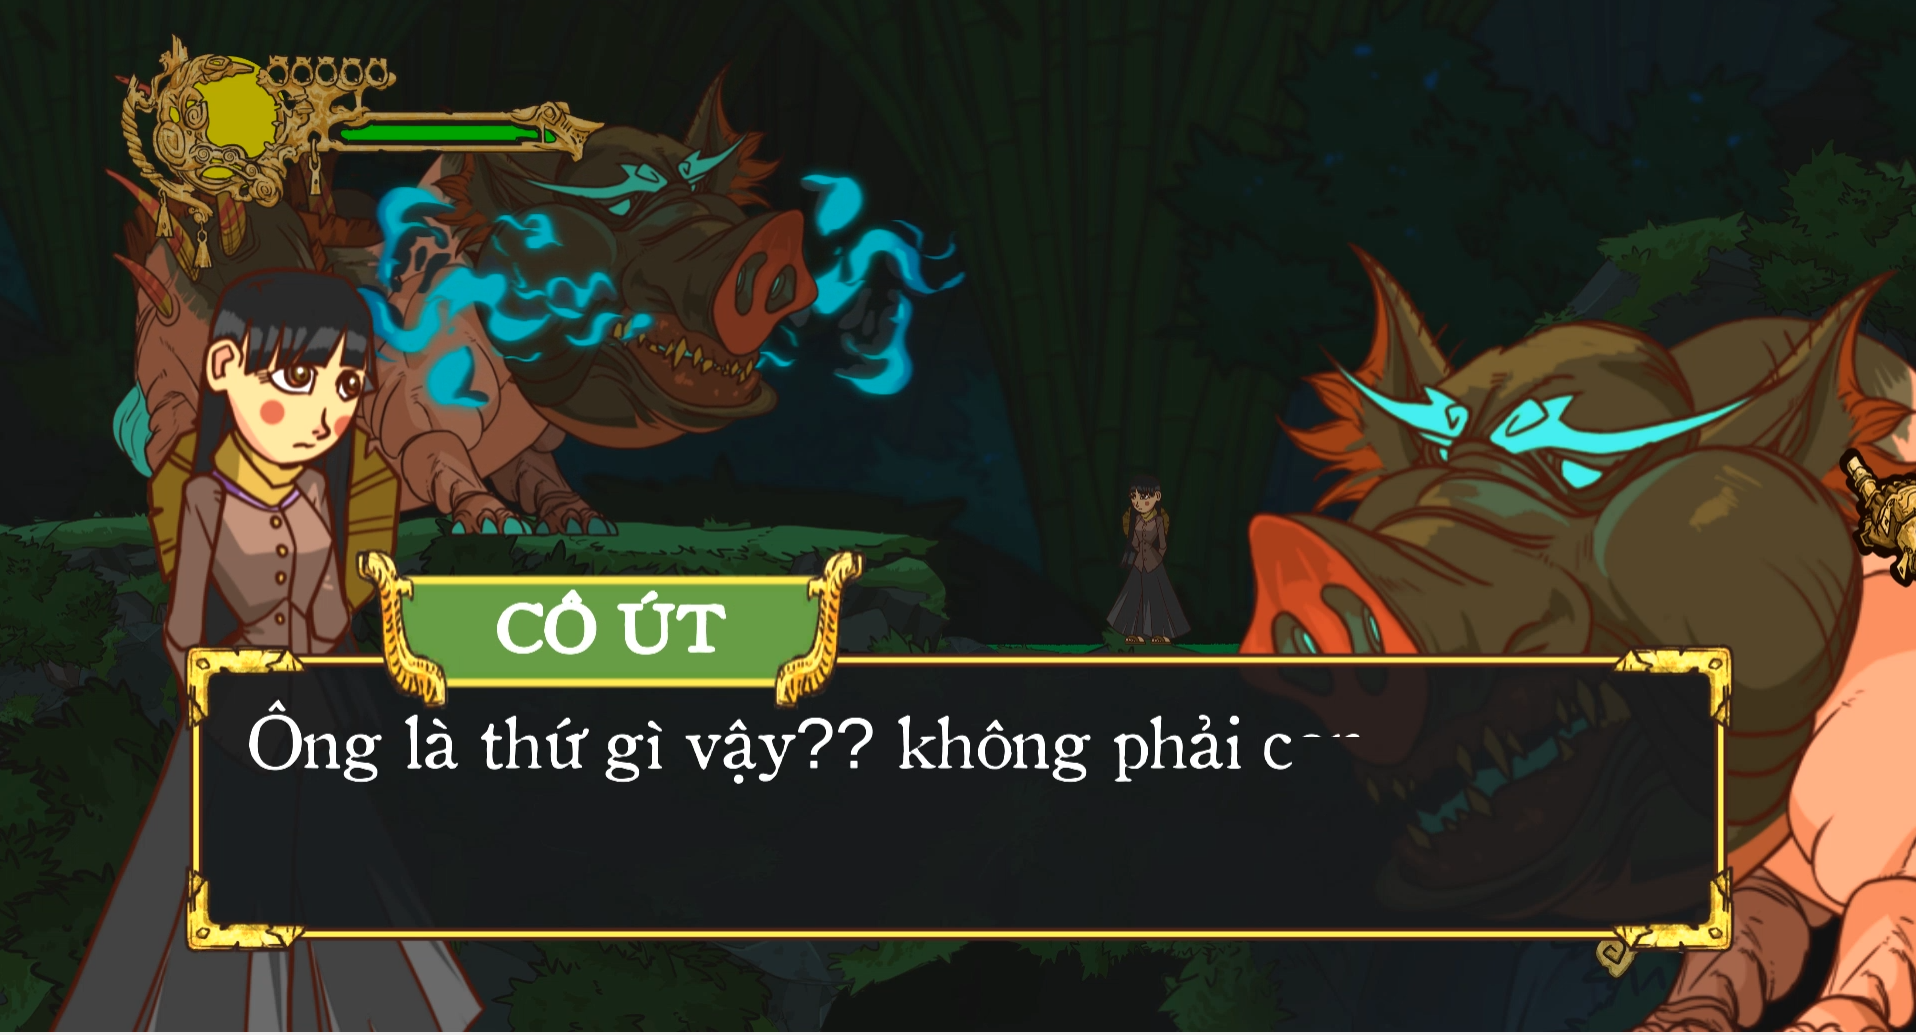 CÔ ÚT
Ông là thứ gì vậy?? không phải